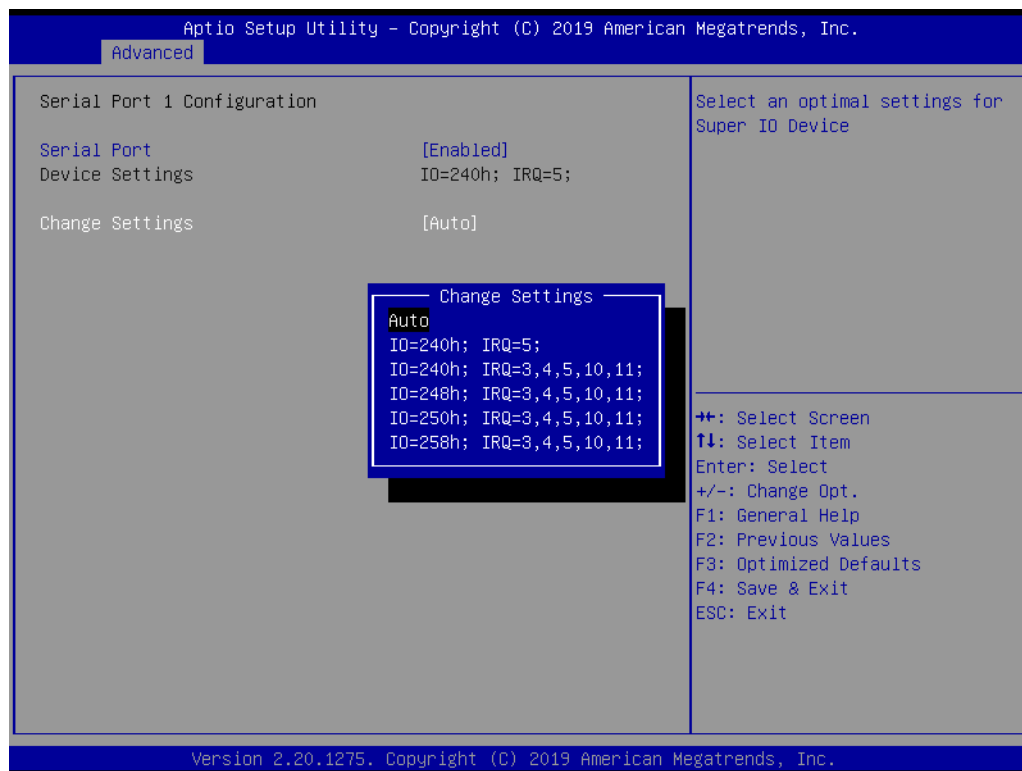 Aptio Setup Utility – Copyright (C) 2019 American Megatrends, Inc.
Advanced
Serial Port 1 Configuration
Serial Port [Enabled]
Device Settings IO=240h; IRQ=5;
Change Settings [Auto]
Change Settings
Auto
IO=240h; IRQ=5;
IO=240h; IRQ=3,4,5,10,11;
IO=248h; IRQ=3,4,5,10,11;
IO=250h; IRQ=3,4,5,10,11;
IO=258h; IRQ=3,4,5,10,11;
Select an optimal settings for
Super IO Device
→←: Select Screen
↑↓: Select Item
Enter: Select
+/-: Change Opt.
F1: General Help
F2: Previous Values
F3: Optimized Defaults
F4: Save & Exit
ESC: Exit
Version 2.20.1275. Copyright (C) 2019 American Megatrends, Inc.